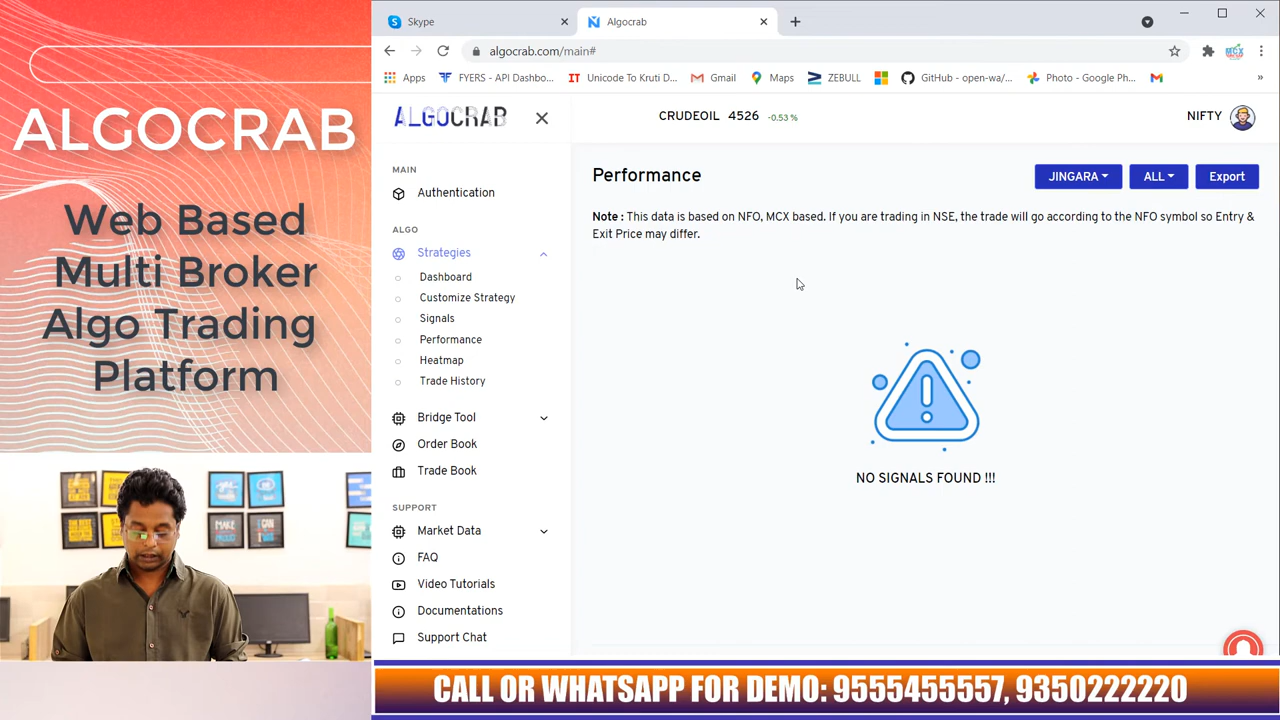 ALGOCRAB
Web Based
Multi Broker
Algo Trading
Platform
Skype
Algocrab
algocrab.com/main#
Apps
FYERS - API Dashbo...
Unicode To Kruti D...
Gmail
Maps
ZEBULL
GitHub - open-wa/...
Photo - Google Ph...
»
ALGOCRAB
CRUDEOIL 4526 -0.53 %
NIFTY
MAIN
Authentication
ALGO
Strategies
Dashboard
Customize Strategy
Signals
Performance
Heatmap
Trade History
Bridge Tool
Order Book
Trade Book
SUPPORT
Market Data
FAQ
Video Tutorials
Documentations
Support Chat
Performance
JINGARA
ALL
Export
Note : This data is based on NFO, MCX based. If you are trading in NSE, the trade will go according to the NFO symbol so Entry &
Exit Price may differ.
NO SIGNALS FOUND !!!
CALL OR WHATSAPP FOR DEMO: 9555455557, 9350222220